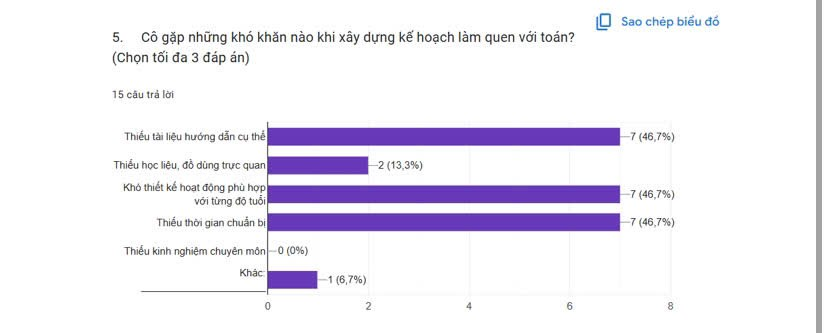 Sao chép biểu đồ
5. Cô gặp những khó khăn nào khi xây dựng kế hoạch làm quen với toán?
(Chọn tối đa 3 đáp án)
15 câu trả lời
Thiếu tài liệu hướng dẫn cụ thể
7 (46,7%)
Thiếu học liệu, đồ dùng trực quan
2 (13,3%)
Khó thiết kế hoạt động phù hợp
với từng độ tuổi
7 (46,7%)
Thiếu thời gian chuẩn bị
7 (46,7%)
Thiếu kinh nghiệm chuyên môn
0 (0%)
Khác:
1 (6,7%)
0 2 4 6 8